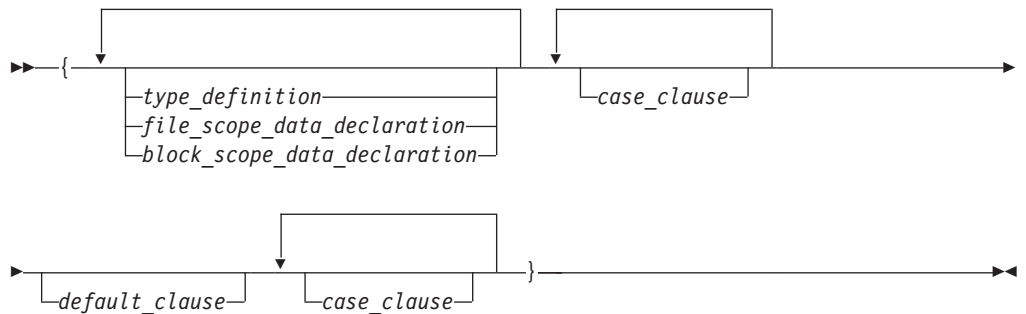 {
type_definition
case_clause
file_scope_data_declaration
block_scope_data_declaration
}
default_clause
case_clause